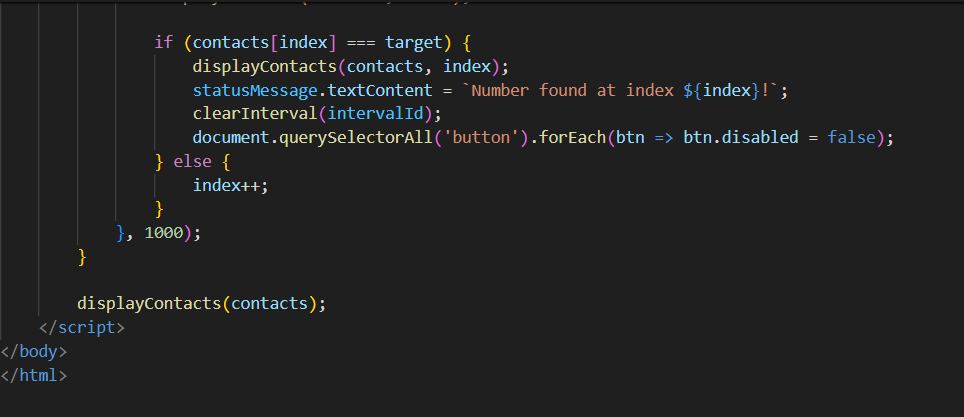 if (contacts[index] === target) {
displayContacts(contacts, index);
statusMessage.textContent = `Number found at index ${index}!`;
clearInterval(intervalId);
document.querySelectorAll('button').forEach(btn => btn.disabled = false);
} else {
index++;
}
}, 1000);
}
displayContacts(contacts);
</script>
</body>
</html>